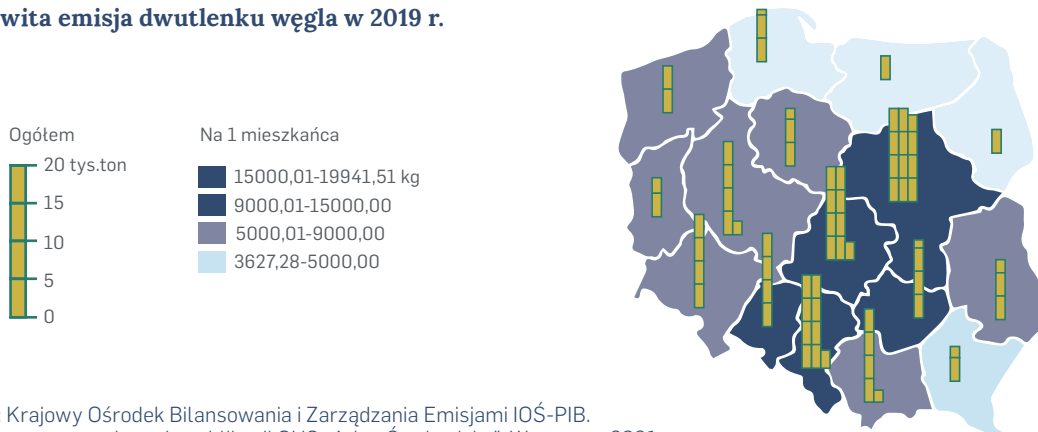 wita emisja dwutlenku węgla w 2019 r.
Ogółem
20 tys.ton
15
10
5
0
Na 1 mieszkańca
15000,01-19941,51 kg
9000,01-15000,00
5000,01-9000,00
3627,28-5000,00
: Krajowy Ośrodek Bilansowania i Zarządzania Emisjami IOŚ-PIB.